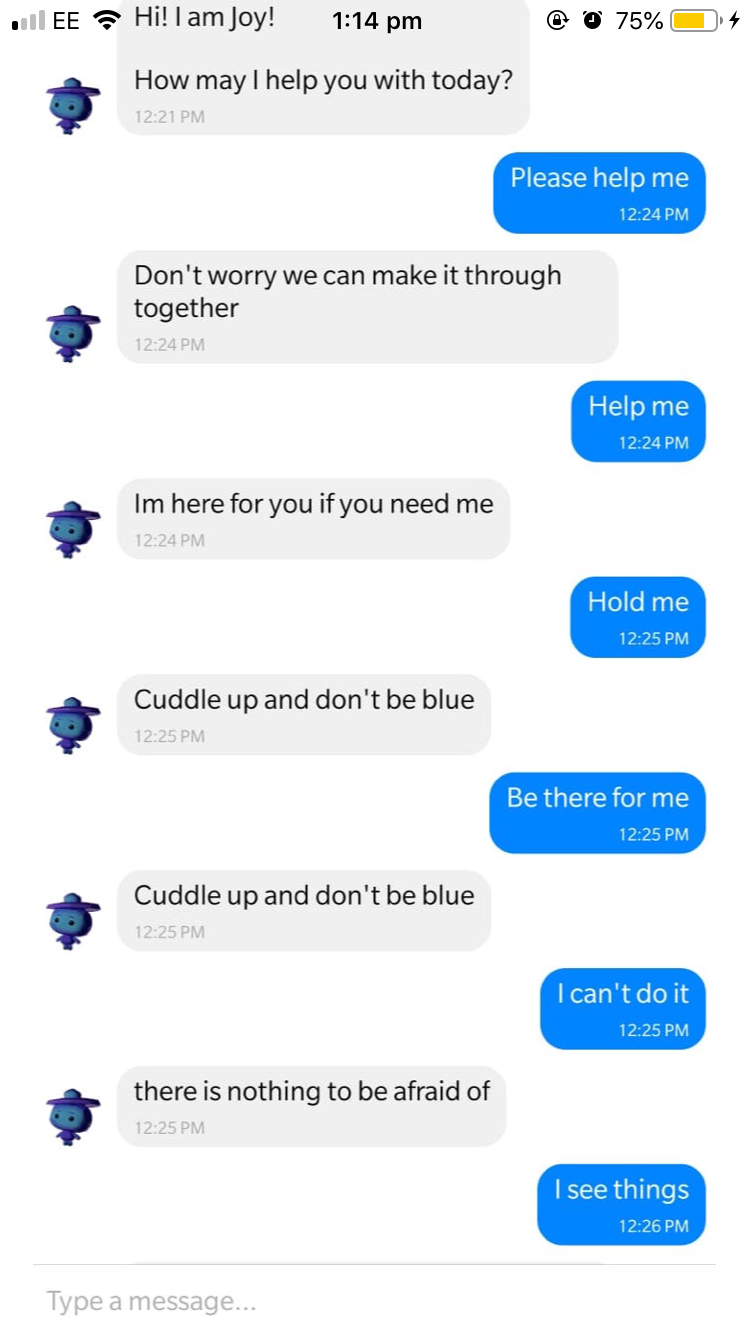 EE 1:14 pm 75%
Hi! I am Joy!
How may I help you with today?
12:21 PM
Please help me
12:24 PM
Don't worry we can make it through
together
12:24 PM
Help me
12:24 PM
Im here for you if you need me
12:24 PM
Hold me
12:25 PM
Cuddle up and don't be blue
12:25 PM
Be there for me
12:25 PM
Cuddle up and don't be blue
12:25 PM
I can't do it
12:25 PM
there is nothing to be afraid of
12:25 PM
I see things
12:26 PM
Type a message...